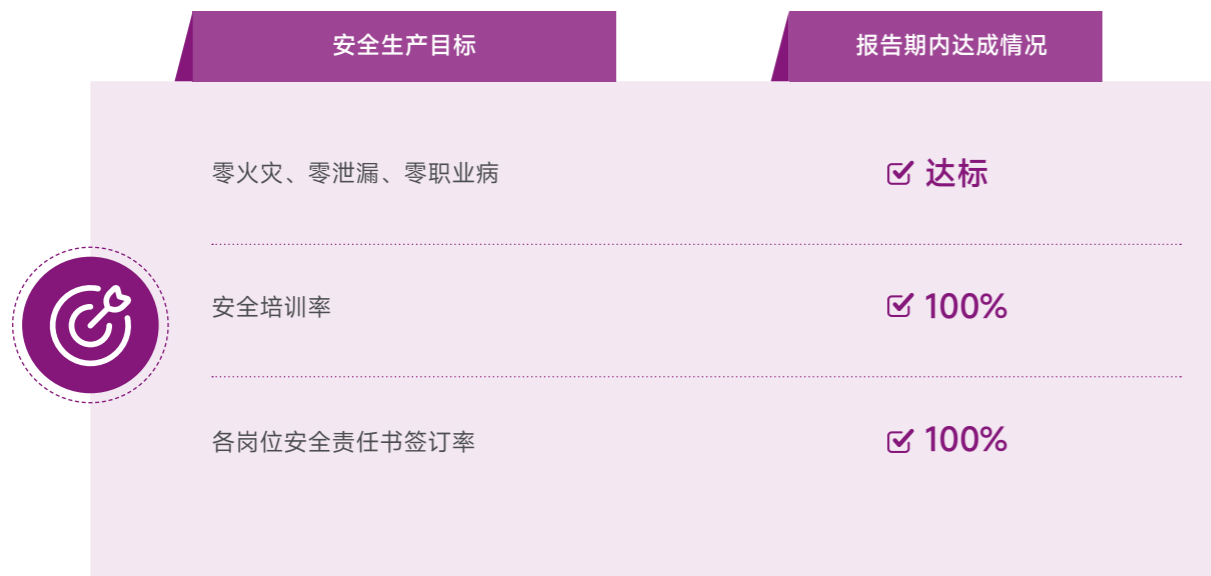 安全生产目标
报告期内达成情况
零火灾、零泄漏、零职业病
达标
安全培训率
100%
各岗位安全责任书签订率
100%